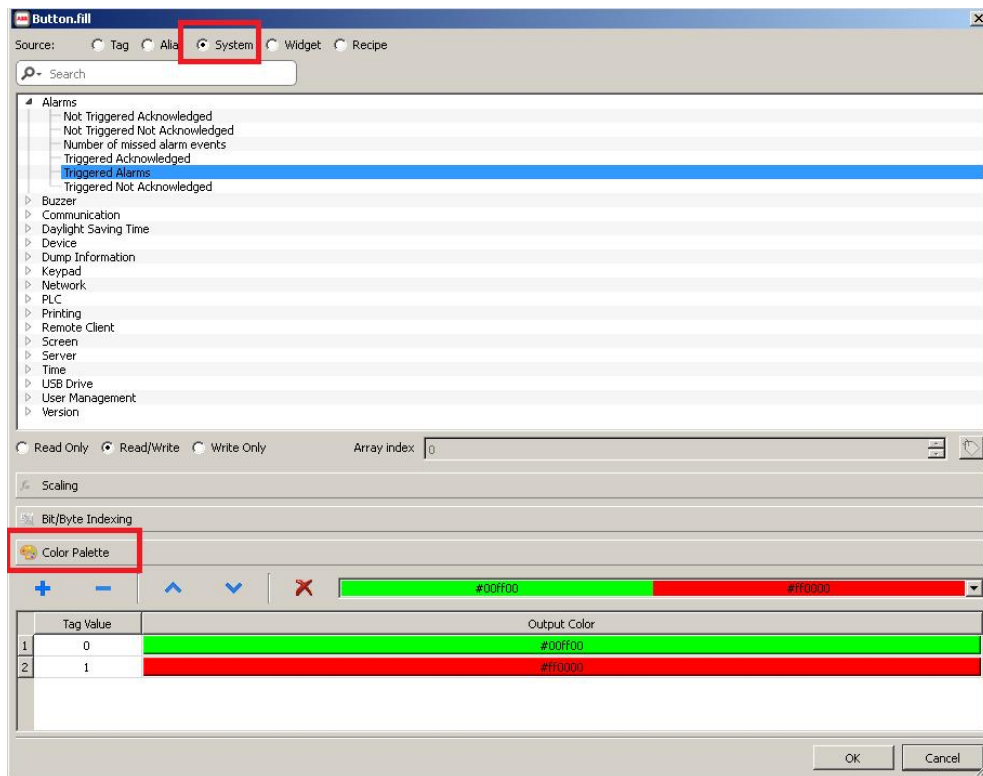 ABB Button.fill
Source: Tag Alia System Widget Recipe
Search
Alarms
Not Triggered Acknowledged
Not Triggered Not Acknowledged
Number of missed alarm events
Triggered Acknowledged
Triggered Alarms
Triggered Not Acknowledged
Buzzer
Communication
Daylight Saving Time
Device
Dump Information
Keypad
Network
PLC
Printing
Remote Client
Screen
Server
Time
USB Drive
User Management
Version
Read Only Read/Write Write Only Array index 0
Scaling
Bit/Byte Indexing
Color Palette
#00ff00 #ff0000
Tag Value Output Color
1 0 #00ff00
2 1 #ff0000
OK Cancel